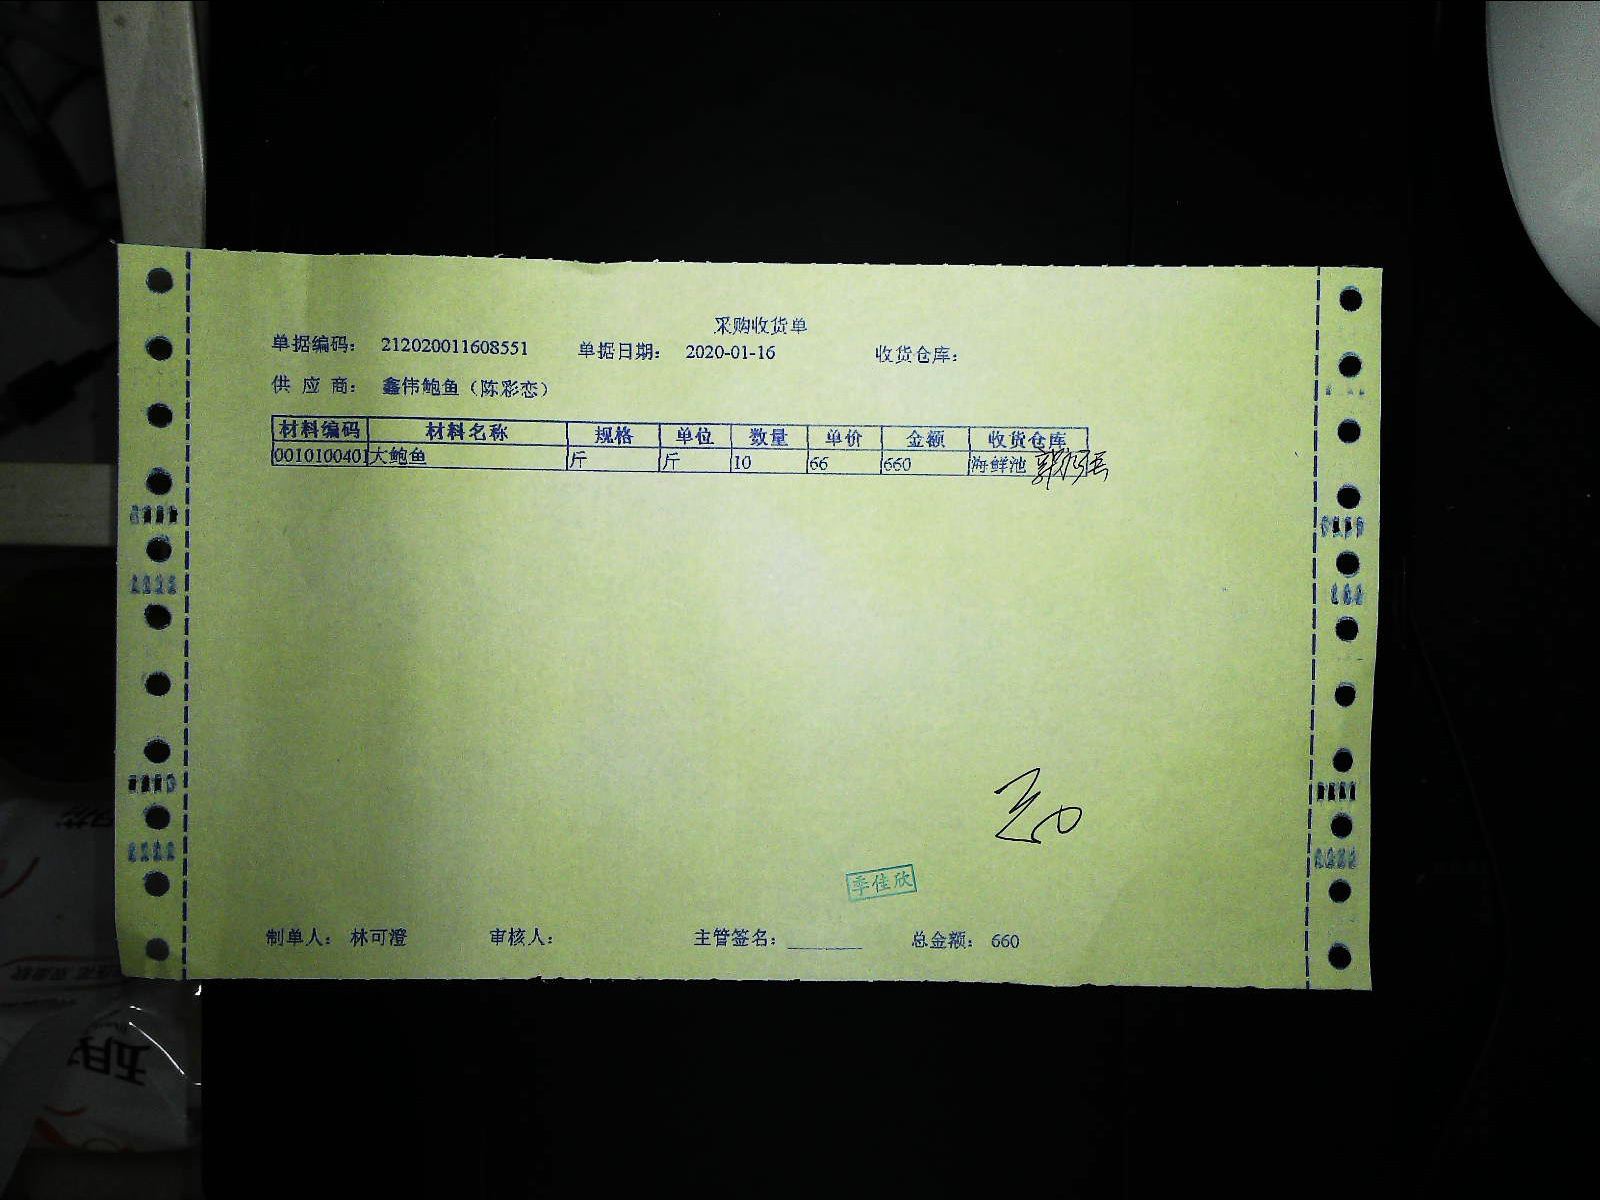 采购收货单
单据编码： 212020011608551 单据日期： 2020-01-16 收货仓库：
供 应 商： 鑫伟鲍鱼（陈彩恋）
材料编码 材料名称 规格 单位 数量 单价 金额 收货仓库
0010100401 大鲍鱼 斤 斤 10 66 660 海鲜池
季佳欣
制单人： 林可澄 审核人： 主管签名： ________ 总金额： 660